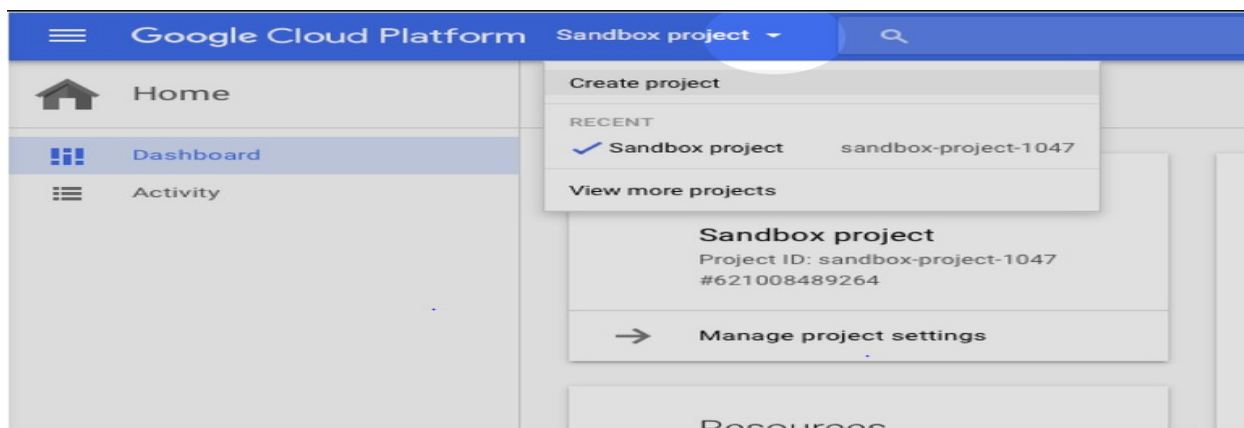 Google Cloud Platform Sandbox project
Home
Create project
RECENT
Sandbox project sandbox-project-1047
Dashboard
Activity
View more projects
Sandbox project
Project ID: sandbox-project-1047
#621008489264
Manage project settings
Resources